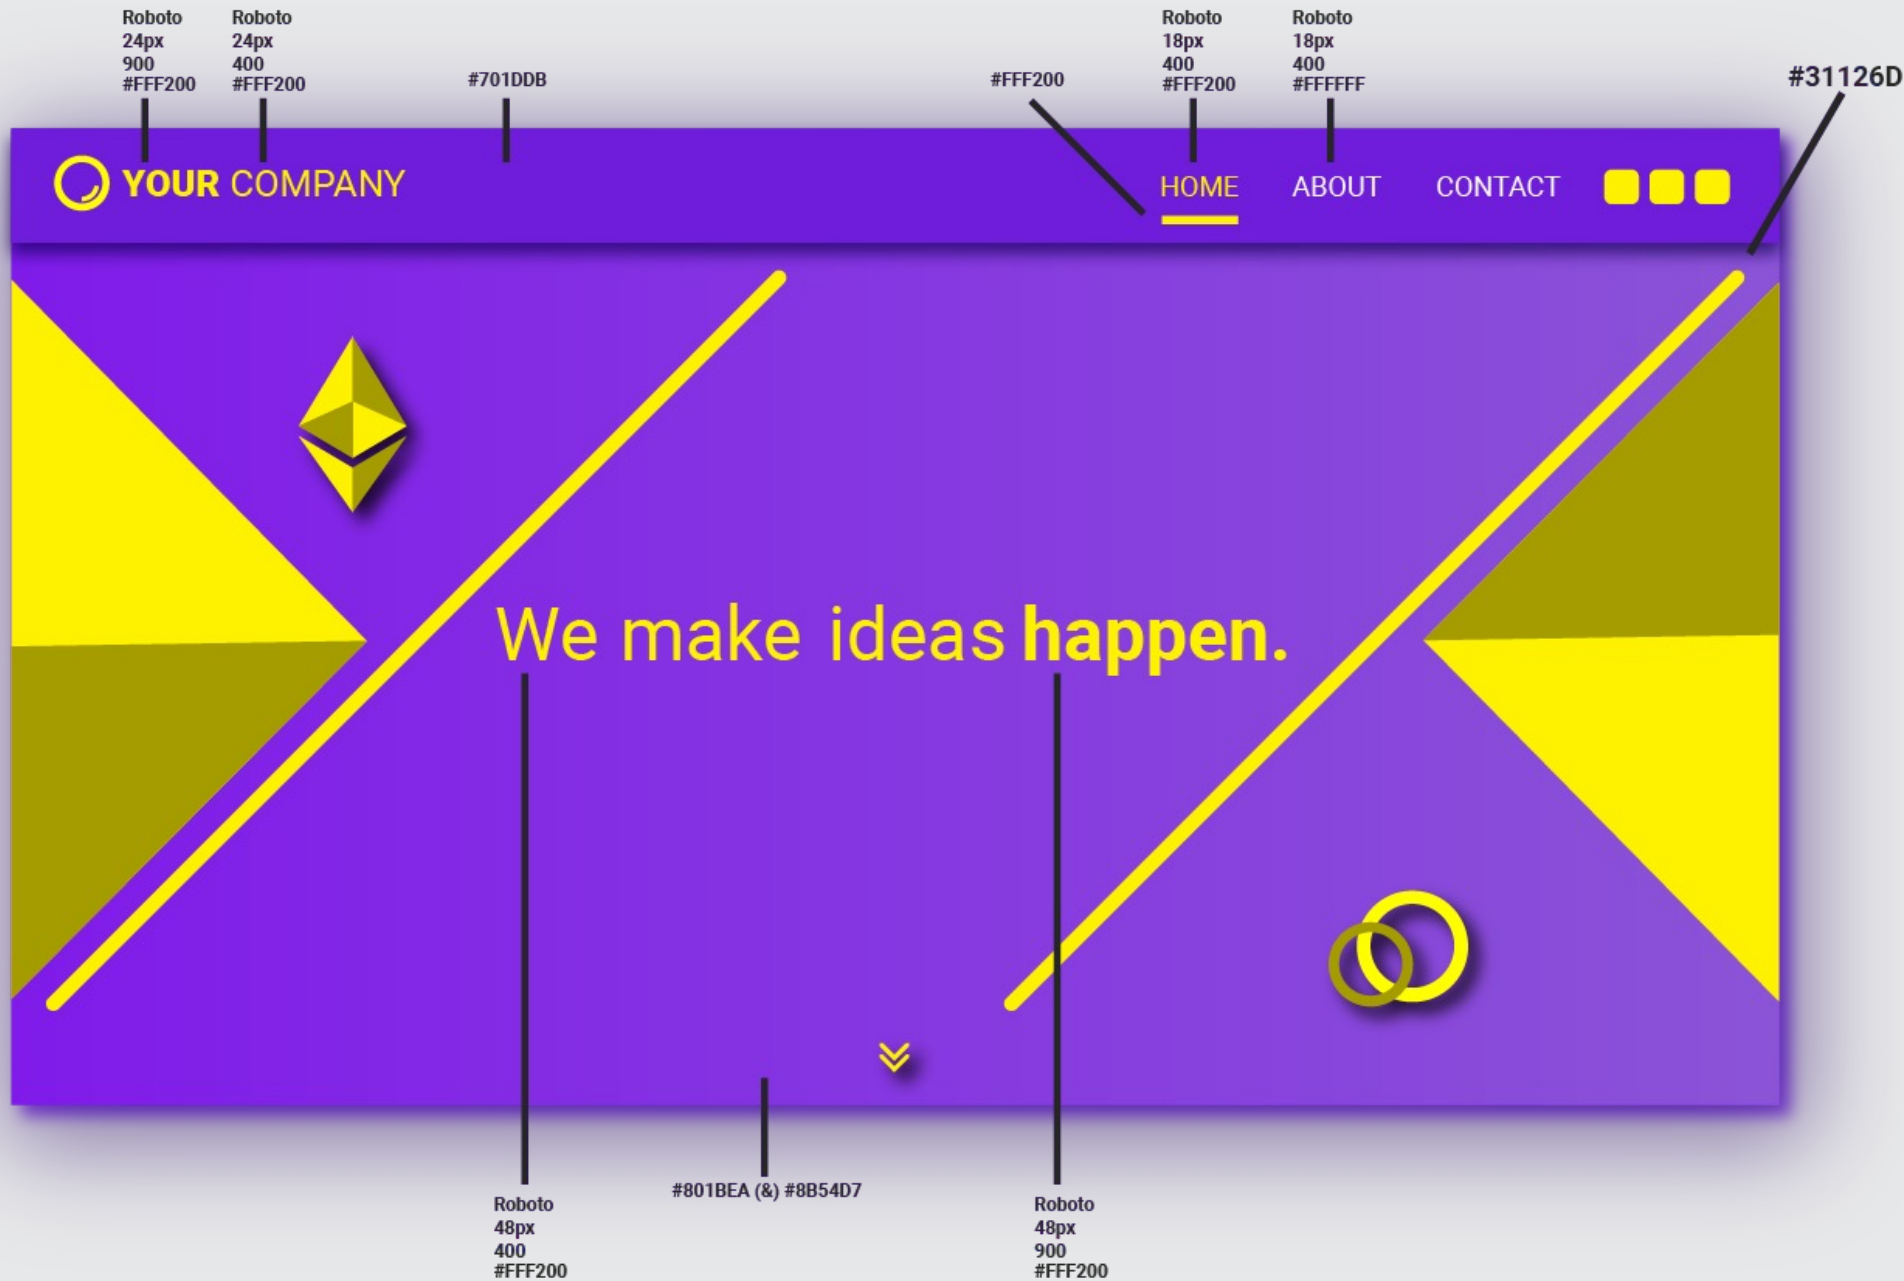 Roboto
24px
900
#FFF200
Roboto
24px
400
#FFF200
#701DDB
#FFF200
Roboto
18px
400
#FFF200
Roboto
18px
400
#FFFFFF
#31126D
YOUR COMPANY
HOME
ABOUT
CONTACT
We make ideas happen.
Roboto
48px
400
#FFF200
#801BEA (&) #8B54D7
Roboto
48px
900
#FFF200